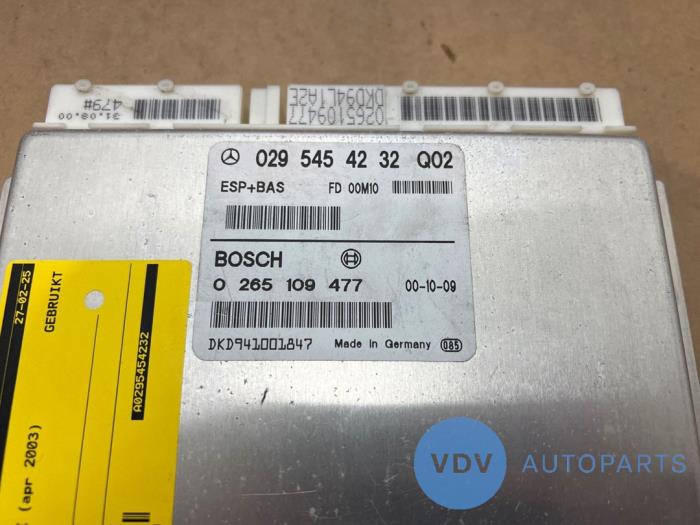 479#
31.08.00
0265109477
DKD94L1A2E
029 545 42 32 Q02
ESP+BAS FD 00M10
BOSCH
0 265 109 477 00-10-09
DKD941001847 Made in Germany 085
27-02-25
GEBRUIKT
A0295454232
(apr 2003)
VDV AUTOPARTS